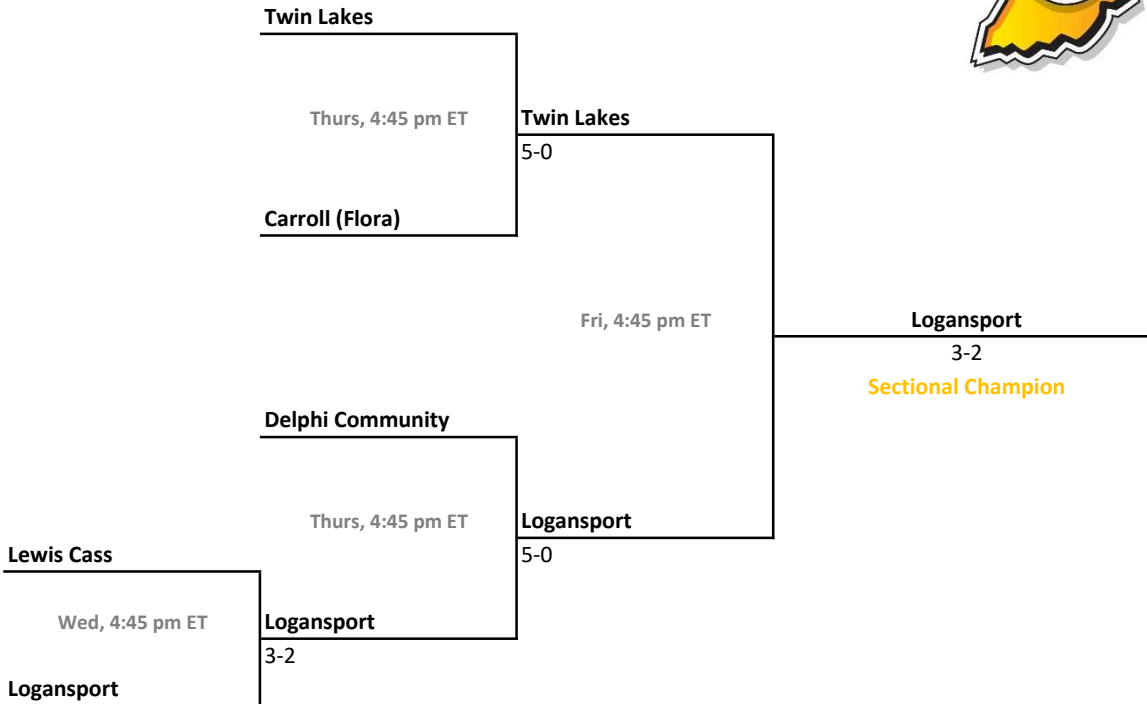 Twin Lakes
Thurs, 4:45 pm ET
Twin Lakes
5-0
Carroll (Flora)
Fri, 4:45 pm ET
Logansport
3-2
Sectional Champion
Delphi Community
Thurs, 4:45 pm ET
Logansport
5-0
Lewis Cass
Wed, 4:45 pm ET
Logansport
3-2
Logansport